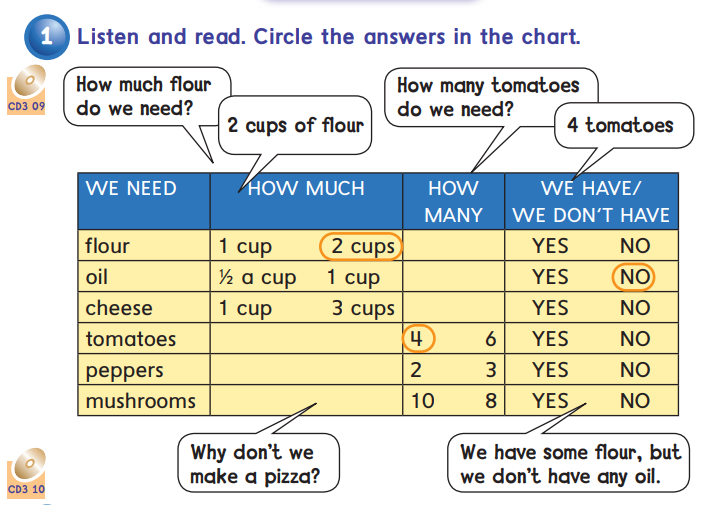 1 Listen and read. Circle the answers in the chart.
CD3 09
How much flour
do we need?
2 cups of flour
How many tomatoes
do we need?
4 tomatoes
WE NEED HOW MUCH HOW MANY WE HAVE/ WE DON'T HAVE
flour 1 cup 2 cups YES NO
oil ½ a cup 1 cup YES NO
cheese 1 cup 3 cups YES NO
tomatoes 4 6 YES NO
peppers 2 3 YES NO
mushrooms 10 8 YES NO
Why don't we
make a pizza?
We have some flour, but
we don't have any oil.
CD3 10